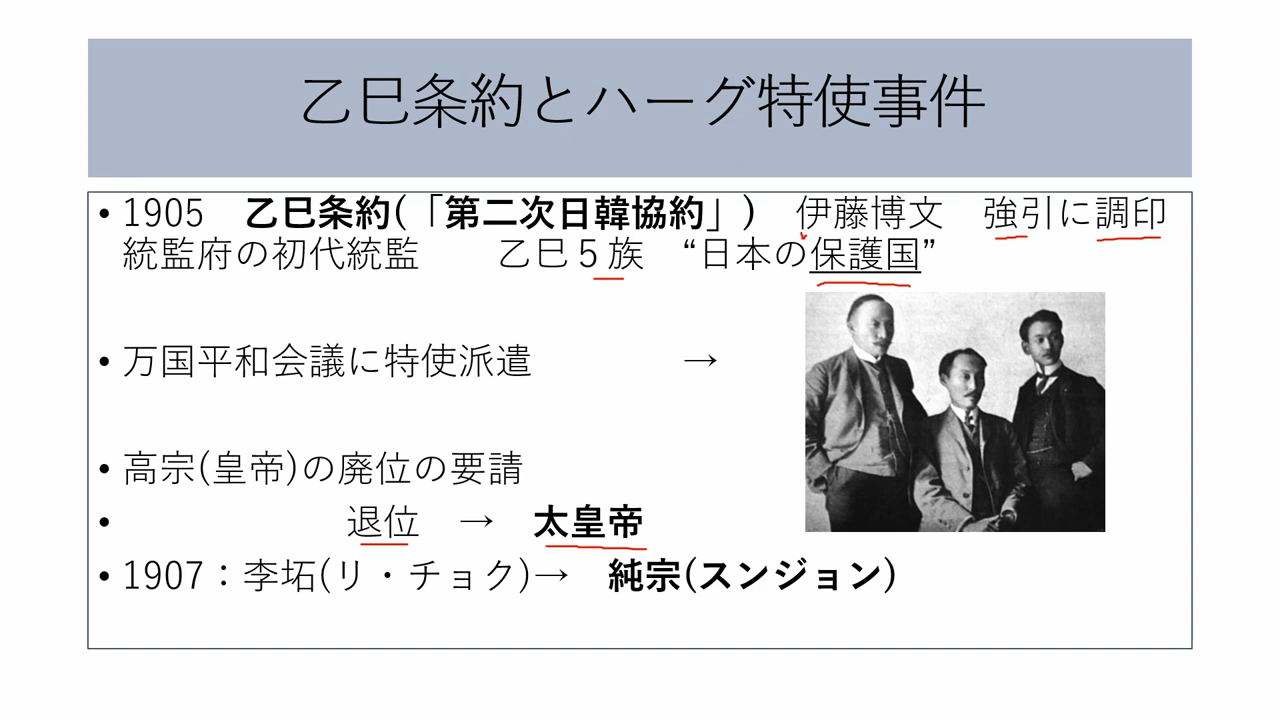 乙巳条約とハーグ特使事件
• 1905　乙巳条約(「第二次日韓協約」)　伊藤博文　強引に調印
統監府の初代統監　　乙巳５族　“日本の保護国”
• 万国平和会議に特使派遣　　　　→
• 高宗(皇帝)の廃位の要請
•　　　　　　退位　→　太皇帝
• 1907：李坧(リ・チョク)→　純宗(スンジョン)